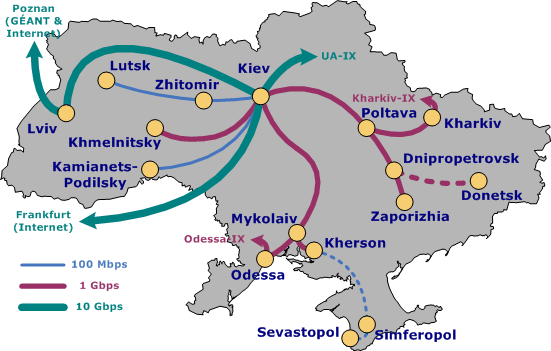 Poznan
(GÉANT &
Internet)
Lutsk
Zhitomir
Kiev
UA-IX
Kharkiv-IX
Poltava
Kharkiv
Lviv
Khmelnitsky
Kamianets-
Podilsky
Dnipropetrovsk
Donetsk
Zaporizhia
Frankfurt
(Internet)
Mykolaiv
Odessa-IX
Kherson
Odessa
100 Mbps
1 Gbps
10 Gbps
Sevastopol
Simferopol